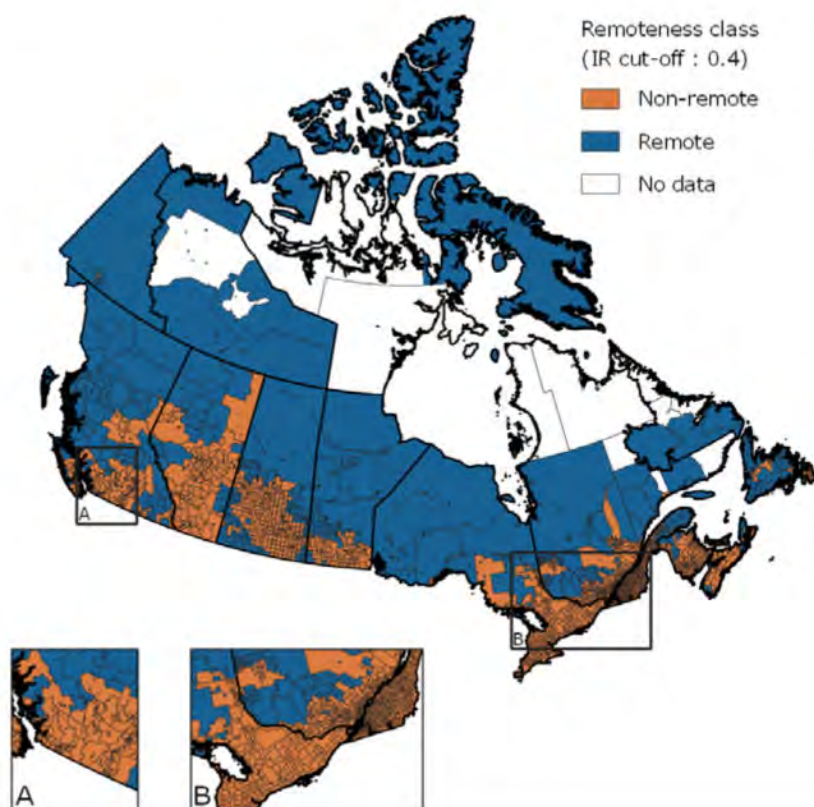 Remoteness class
(IR cut-off : 0.4)
Non-remote
Remote
No data
A
B
A
B